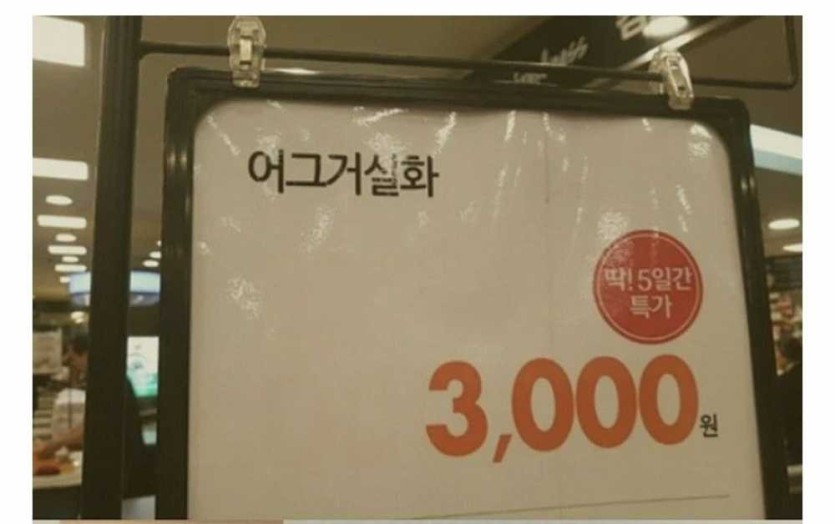 어그거실화
딱! 5일간
특가
3,000원